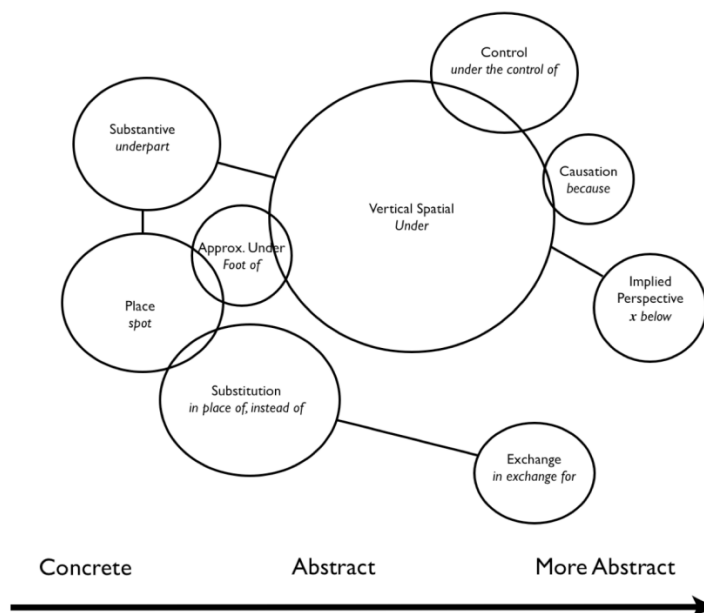 Control
under the control of
Substantive
underpart
Causation
because
Vertical Spatial
Under
Approx. Under
Foot of
Implied
Perspective
x below
Place
spot
Substitution
in place of, instead of
Exchange
in exchange for
Concrete
Abstract
More Abstract